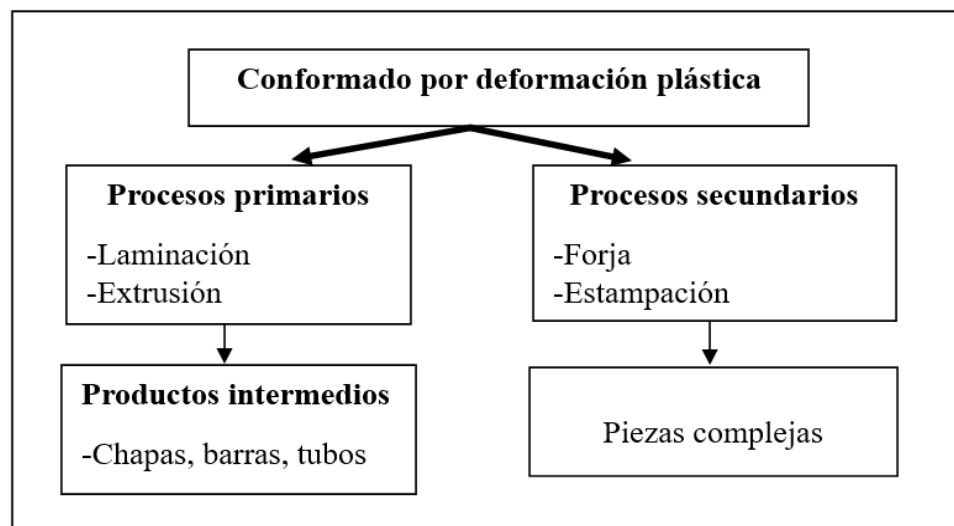 Conformado por deformación plástica
Procesos primarios
-Laminación
-Extrusión
Procesos secundarios
-Forja
-Estampación
Productos intermedios
-Chapas, barras, tubos
Piezas complejas